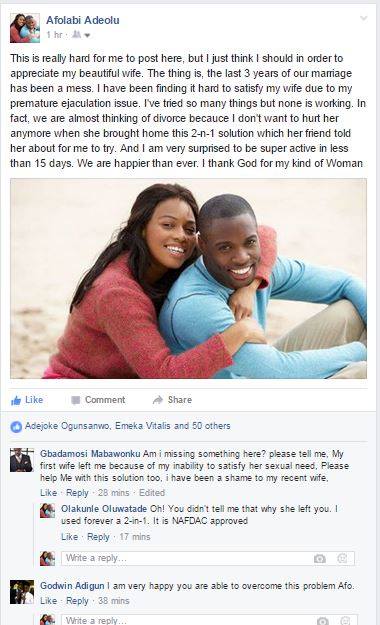 Afolabi Adeolu
1 hr ·
This is really hard for me to post here, but I just think I should in order to
appreciate my beautiful wife. The thing is, the last 3 years of our marriage
has been a mess. I have been finding it hard to satisfy my wife due to my
premature ejaculation issue. I've tried so many things but none is working. In
fact, we are almost thinking of divorce becauce I don't want to hurt her
anymore when she brought home this 2-n-1 solution which her friend told
her about for me to try. And I am very surprised to be super active in less
than 15 days. We are happier than ever. I thank God for my kind of Woman
Like Comment Share
Adejoke Ogunsanwo, Emeka Vitalis and 50 others
Gbadamosi Mabawonku Am i missing something here? please tell me, My
first wife left me because of my inability to satisfy her sexual need, Please
help Me with this solution too, i have been a shame to my recent wife,
Like · Reply · 28 mins · Edited
Olakunle Oluwatade Oh! You didn't tell me that why she left you. I
used forever a 2-in-1. It is NAFDAC approved
Like · Reply · 17 mins
Write a reply...
Godwin Adigun I am very happy you are able to overcome this problem Afo.
Like · Reply · 38 mins
Write a reply...